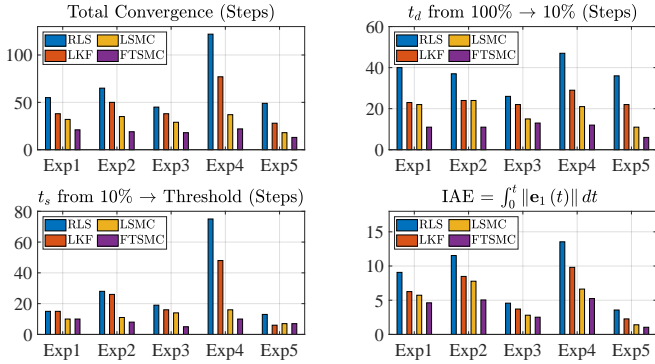 Total Convergence (Steps)
RLS LSMC
LKF FTSMC
100
50
0
Exp1 Exp2 Exp3 Exp4 Exp5
t_d from 100% → 10% (Steps)
RLS LSMC
LKF FTSMC
60
40
20
0
Exp1 Exp2 Exp3 Exp4 Exp5
t_s from 10% → Threshold (Steps)
RLS LSMC
LKF FTSMC
80
60
40
20
0
Exp1 Exp2 Exp3 Exp4 Exp5
IAE = ∫_0^t ‖e_1 (t)‖ dt
RLS LSMC
LKF FTSMC
15
10
5
0
Exp1 Exp2 Exp3 Exp4 Exp5